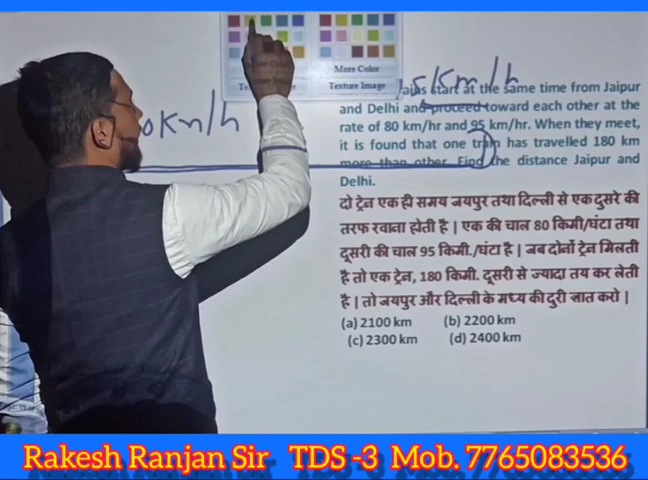 More Color
Texture Image
5 Km/h
0 Km/h
start at the same time from Jaipur
and Delhi and proceed toward each other at the
rate of 80 km/hr and 95 km/hr. When they meet,
it is found that one train has travelled 180 km
more than other. Find the distance Jaipur and
Delhi.
दो ट्रेन एक ही समय जयपुर तथा दिल्ली से एक दुसरे की
तरफ रवाना होती है | एक की चाल 80 किमी/घंटा तथा
दूसरी की चाल 95 किमी./घंटा है | जब दोनों ट्रेन मिलती
है तो एक ट्रेन, 180 किमी. दूसरी से ज्यादा तय कर लेती
है | तो जयपुर और दिल्ली के मध्य की दुरी ज्ञात करो |
(a) 2100 km (b) 2200 km
(c) 2300 km (d) 2400 km
Rakesh Ranjan Sir TDS -3 Mob. 7765083536